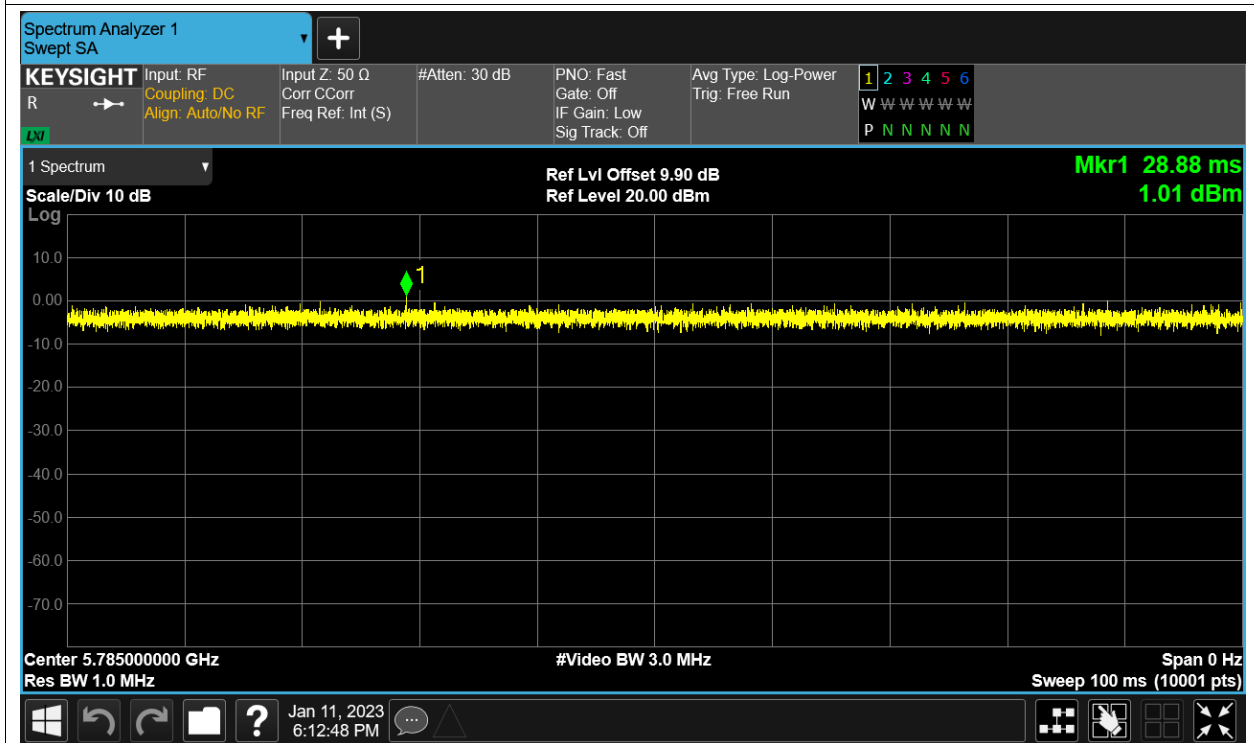 Spectrum Analyzer 1
Swept SA
+
KEYSIGHT
R
LXI
Input: RF
Coupling: DC
Align: Auto/No RF
Input Z: 50 Ω
Corr CCorr
Freq Ref: Int (S)
#Atten: 30 dB
PNO: Fast
Gate: Off
IF Gain: Low
Sig Track: Off
Avg Type: Log-Power
Trig: Free Run
1 2 3 4 5 6
W W W W W W
P N N N N N
1 Spectrum
Scale/Div 10 dB
Ref Lvl Offset 9.90 dB
Ref Level 20.00 dBm
Mkr1 28.88 ms
1.01 dBm
Log
10.0
1
0.00
-10.0
-20.0
-30.0
-40.0
-50.0
-60.0
-70.0
Center 5.785000000 GHz
#Video BW 3.0 MHz
Span 0 Hz
Res BW 1.0 MHz
Sweep 100 ms (10001 pts)
?
Jan 11, 2023
6:12:48 PM